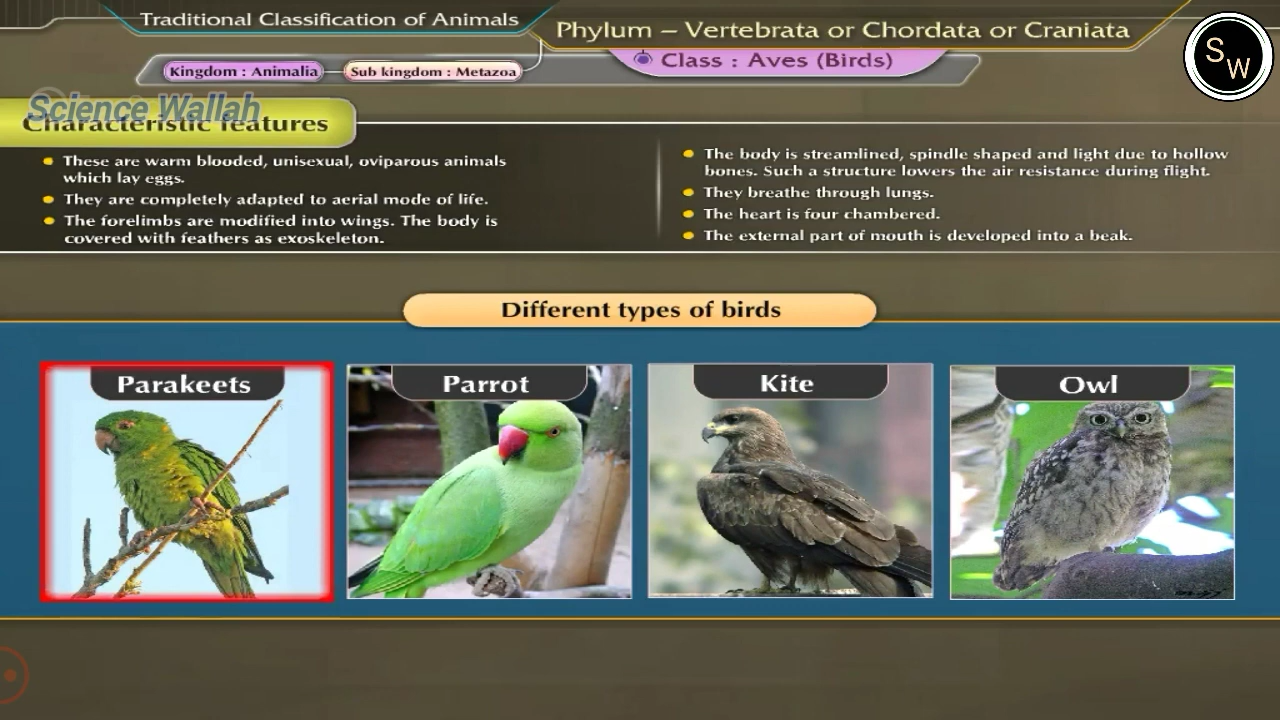 Traditional Classification of Animals
Phylum – Vertebrata or Chordata or Craniata
Kingdom : Animalia
Sub kingdom : Metazoa
Class : Aves (Birds)
SW
Science Wallah
Characteristic features
These are warm blooded, unisexual, oviparous animals
which lay eggs.
They are completely adapted to aerial mode of life.
The forelimbs are modified into wings. The body is
covered with feathers as exoskeleton.
The body is streamlined, spindle shaped and light due to hollow
bones. Such a structure lowers the air resistance during flight.
They breathe through lungs.
The heart is four chambered.
The external part of mouth is developed into a beak.
Different types of birds
Parakeets
Parrot
Kite
Owl